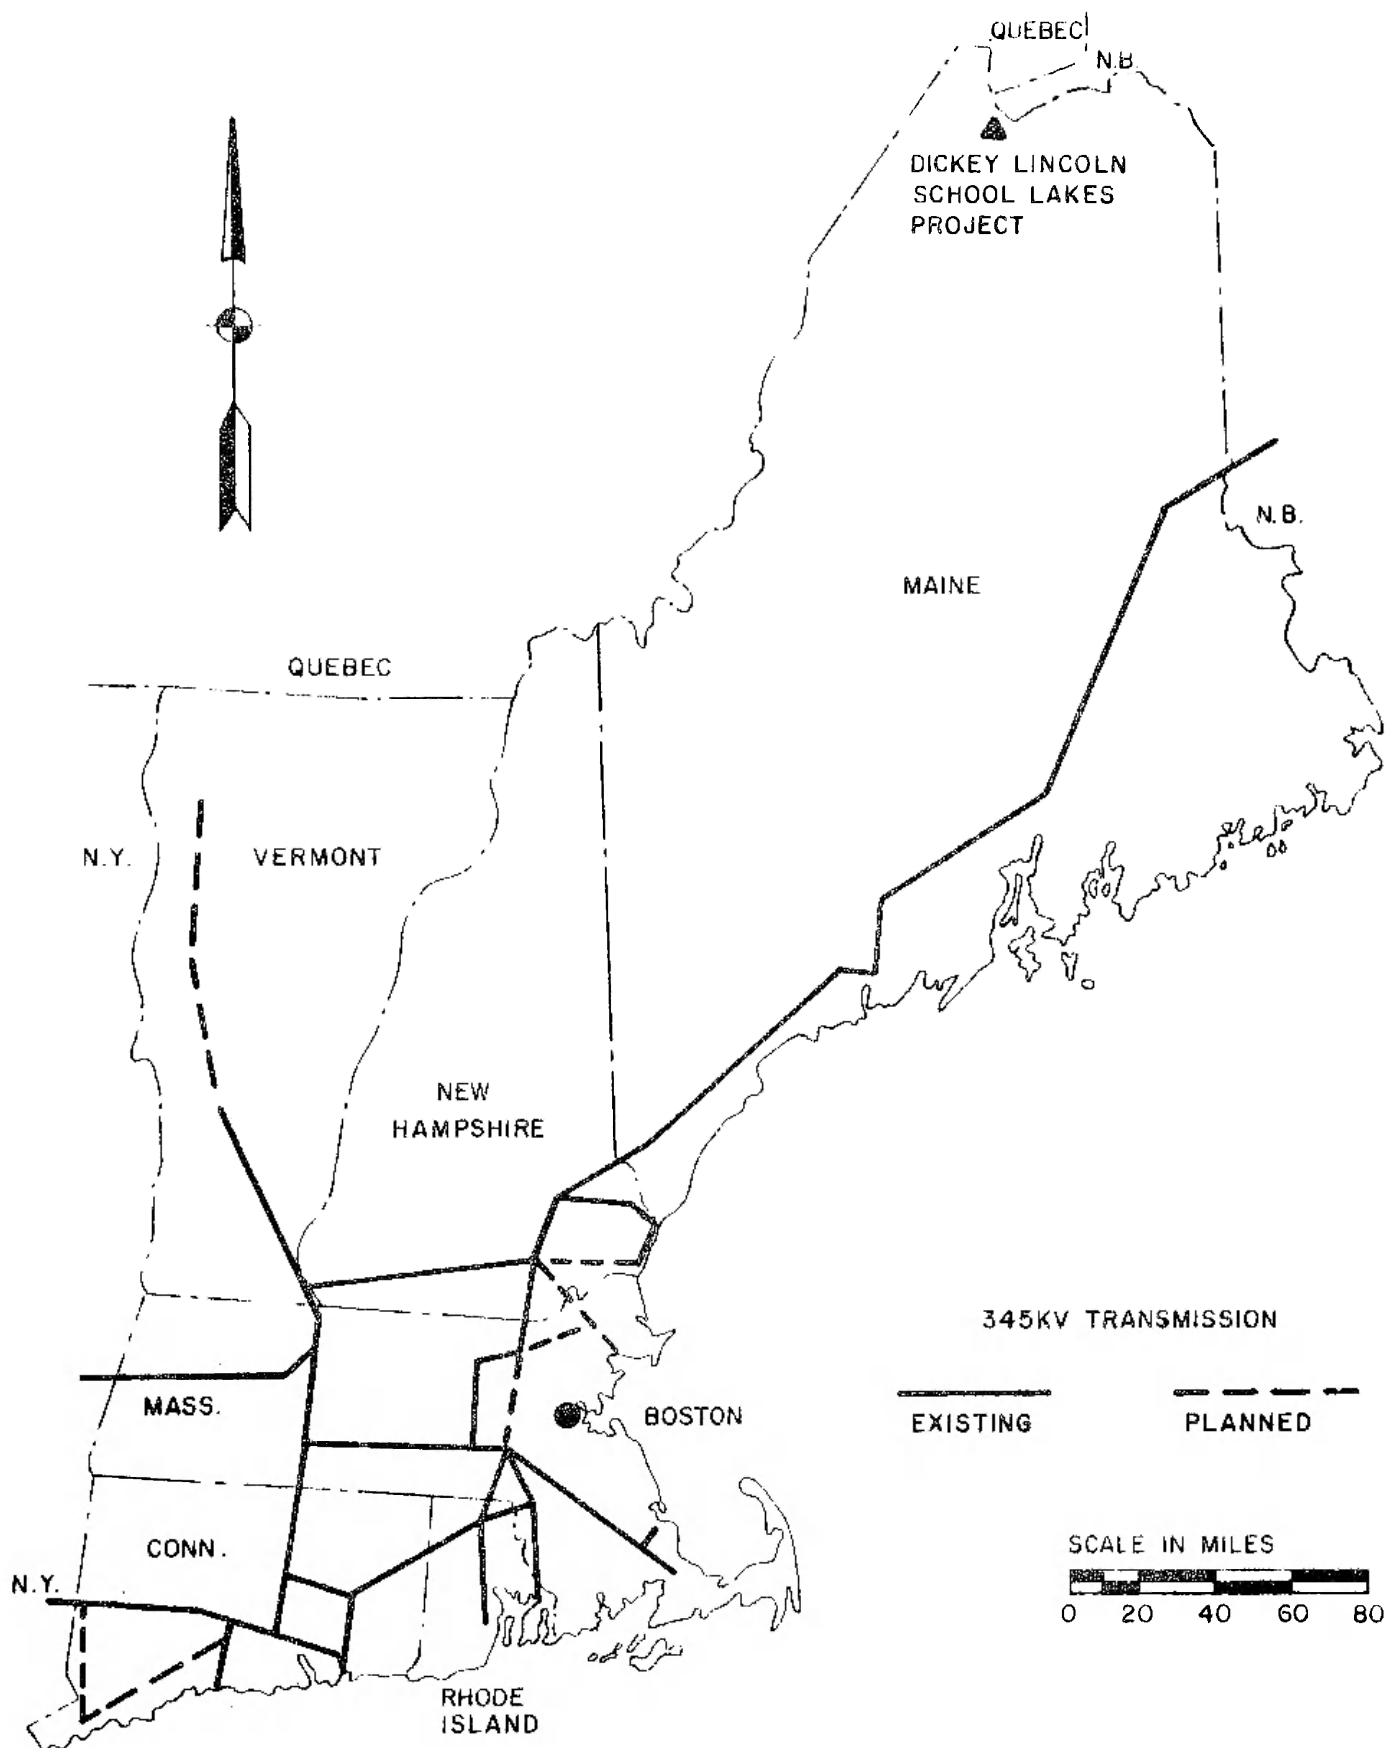 QUEBEC
N.B.
DICKEY LINCOLN
SCHOOL LAKES
PROJECT
N.B.
MAINE
QUEBEC
N.Y.
VERMONT
NEW
HAMPSHIRE
345KV TRANSMISSION
EXISTING
PLANNED
MASS.
BOSTON
CONN.
N.Y.
SCALE IN MILES
0 20 40 60 80
RHODE
ISLAND